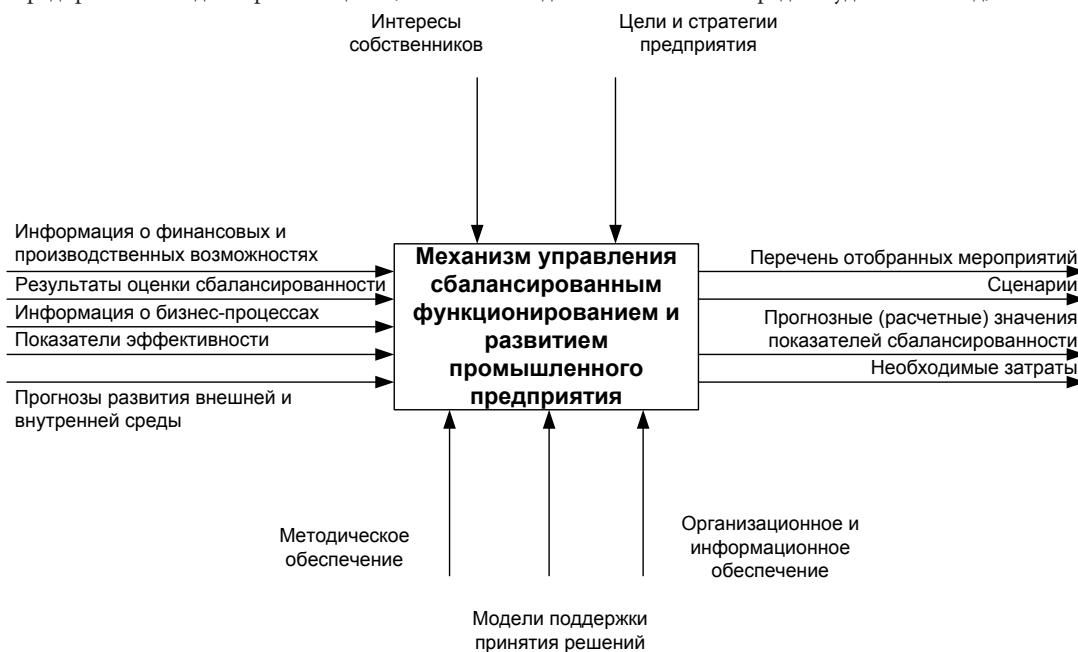 Интересы
собственников
Цели и стратегии
предприятия
Информация о финансовых и
производственных возможностях
Результаты оценки сбалансированности
Информация о бизнес-процессах
Показатели эффективности
Прогнозы развития внешней и
внутренней среды
Механизм управления
сбалансированным
функционированием и
развитием
промышленного
предприятия
Перечень отобранных мероприятий
Сценарии
Прогнозные (расчетные) значения
показателей сбалансированности
Необходимые затраты
Методическое
обеспечение
Модели поддержки
принятия решений
Организационное и
информационное
обеспечение